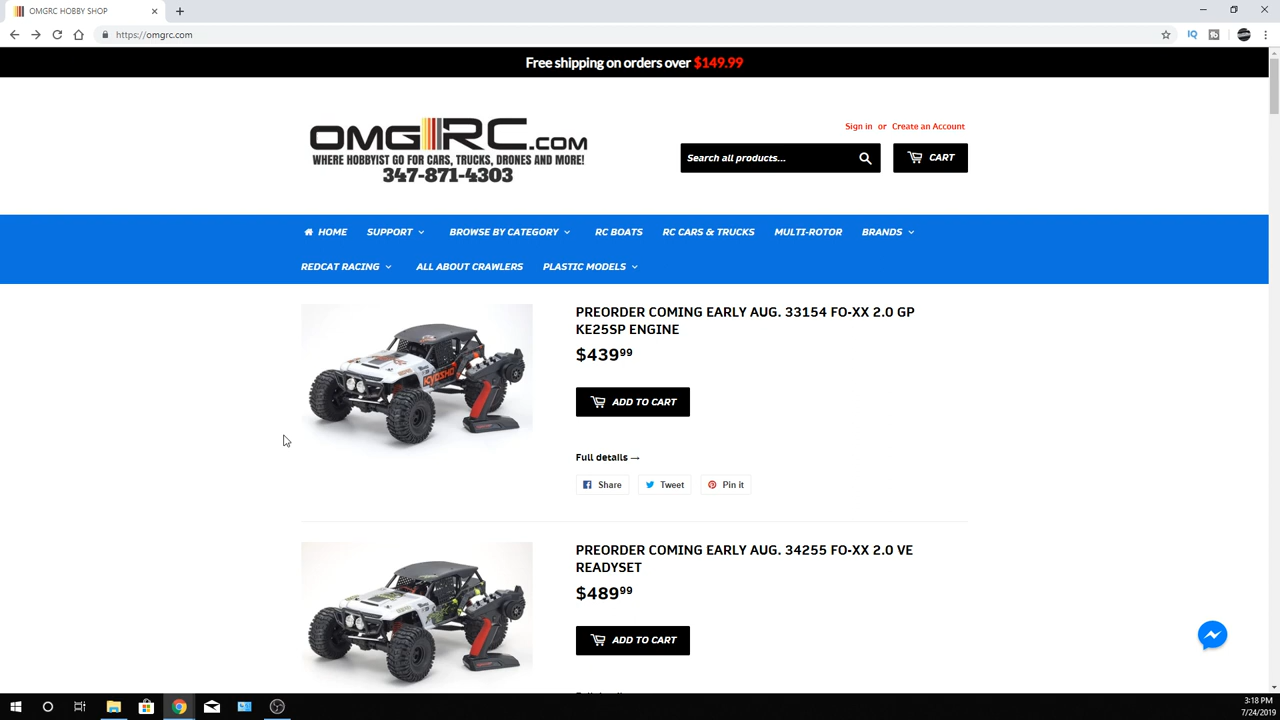 OMGRC HOBBY SHOP
https://omgrc.com
IQ
Free shipping on orders over $149.99
OMGRC.COM
WHERE HOBBYIST GO FOR CARS, TRUCKS, DRONES AND MORE!
347-871-4303
Sign in or Create an Account
Search all products...
CART
HOME SUPPORT BROWSE BY CATEGORY RC BOATS RC CARS & TRUCKS MULTI-ROTOR BRANDS
REDCAT RACING ALL ABOUT CRAWLERS PLASTIC MODELS
PREORDER COMING EARLY AUG. 33154 FO-XX 2.0 GP
KE25SP ENGINE
$439.99
KYOSHO
ADD TO CART
Full details →
Share Tweet Pin it
PREORDER COMING EARLY AUG. 34255 FO-XX 2.0 VE
READYSET
$489.99
ADD TO CART
3:18 PM
7/24/2019